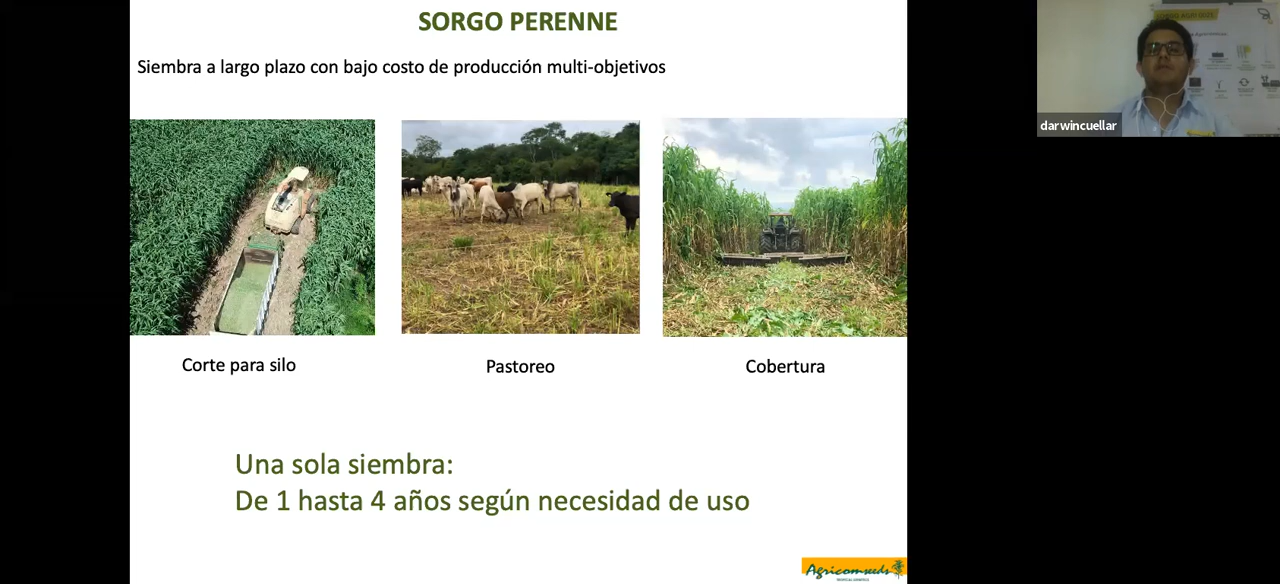 SORGO PERENNE
Siembra a largo plazo con bajo costo de producción multi-objetivos
darwincuellar
Corte para silo
Pastoreo
Cobertura
Una sola siembra:
De 1 hasta 4 años según necesidad de uso
Agricomseeds